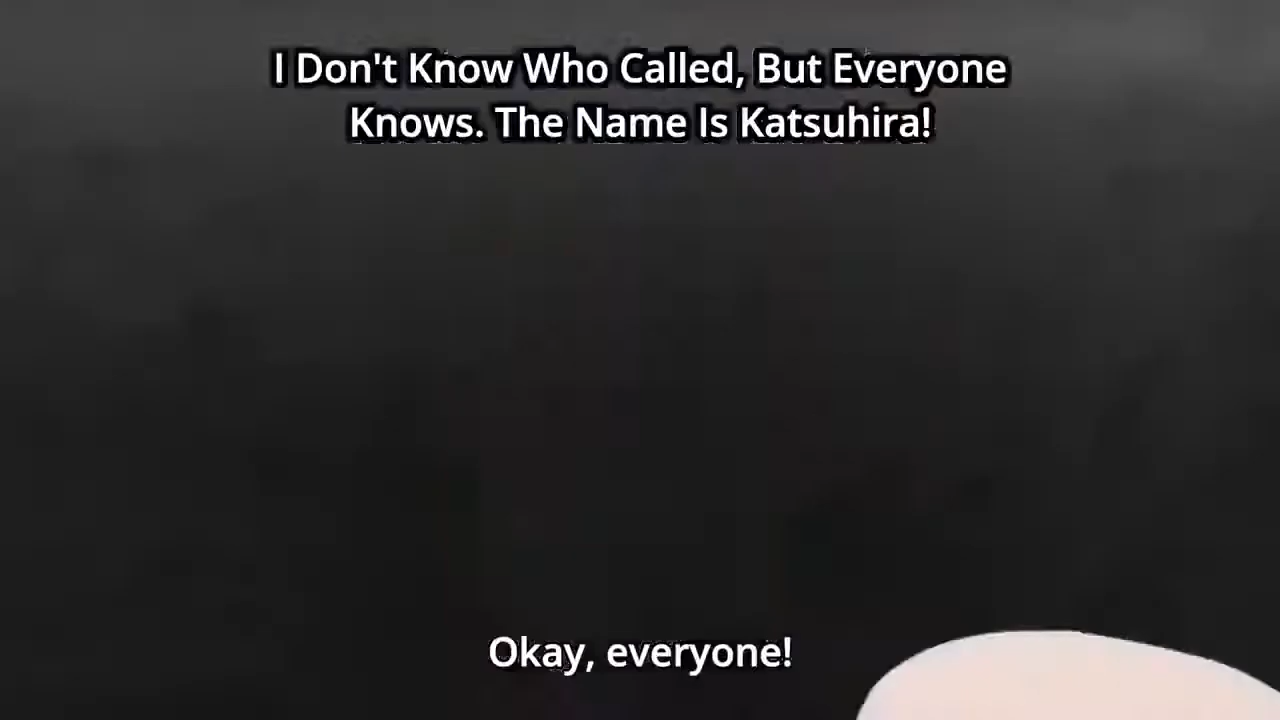 I Don't Know Who Called, But Everyone
Knows. The Name Is Katsuhira!
Okay, everyone!